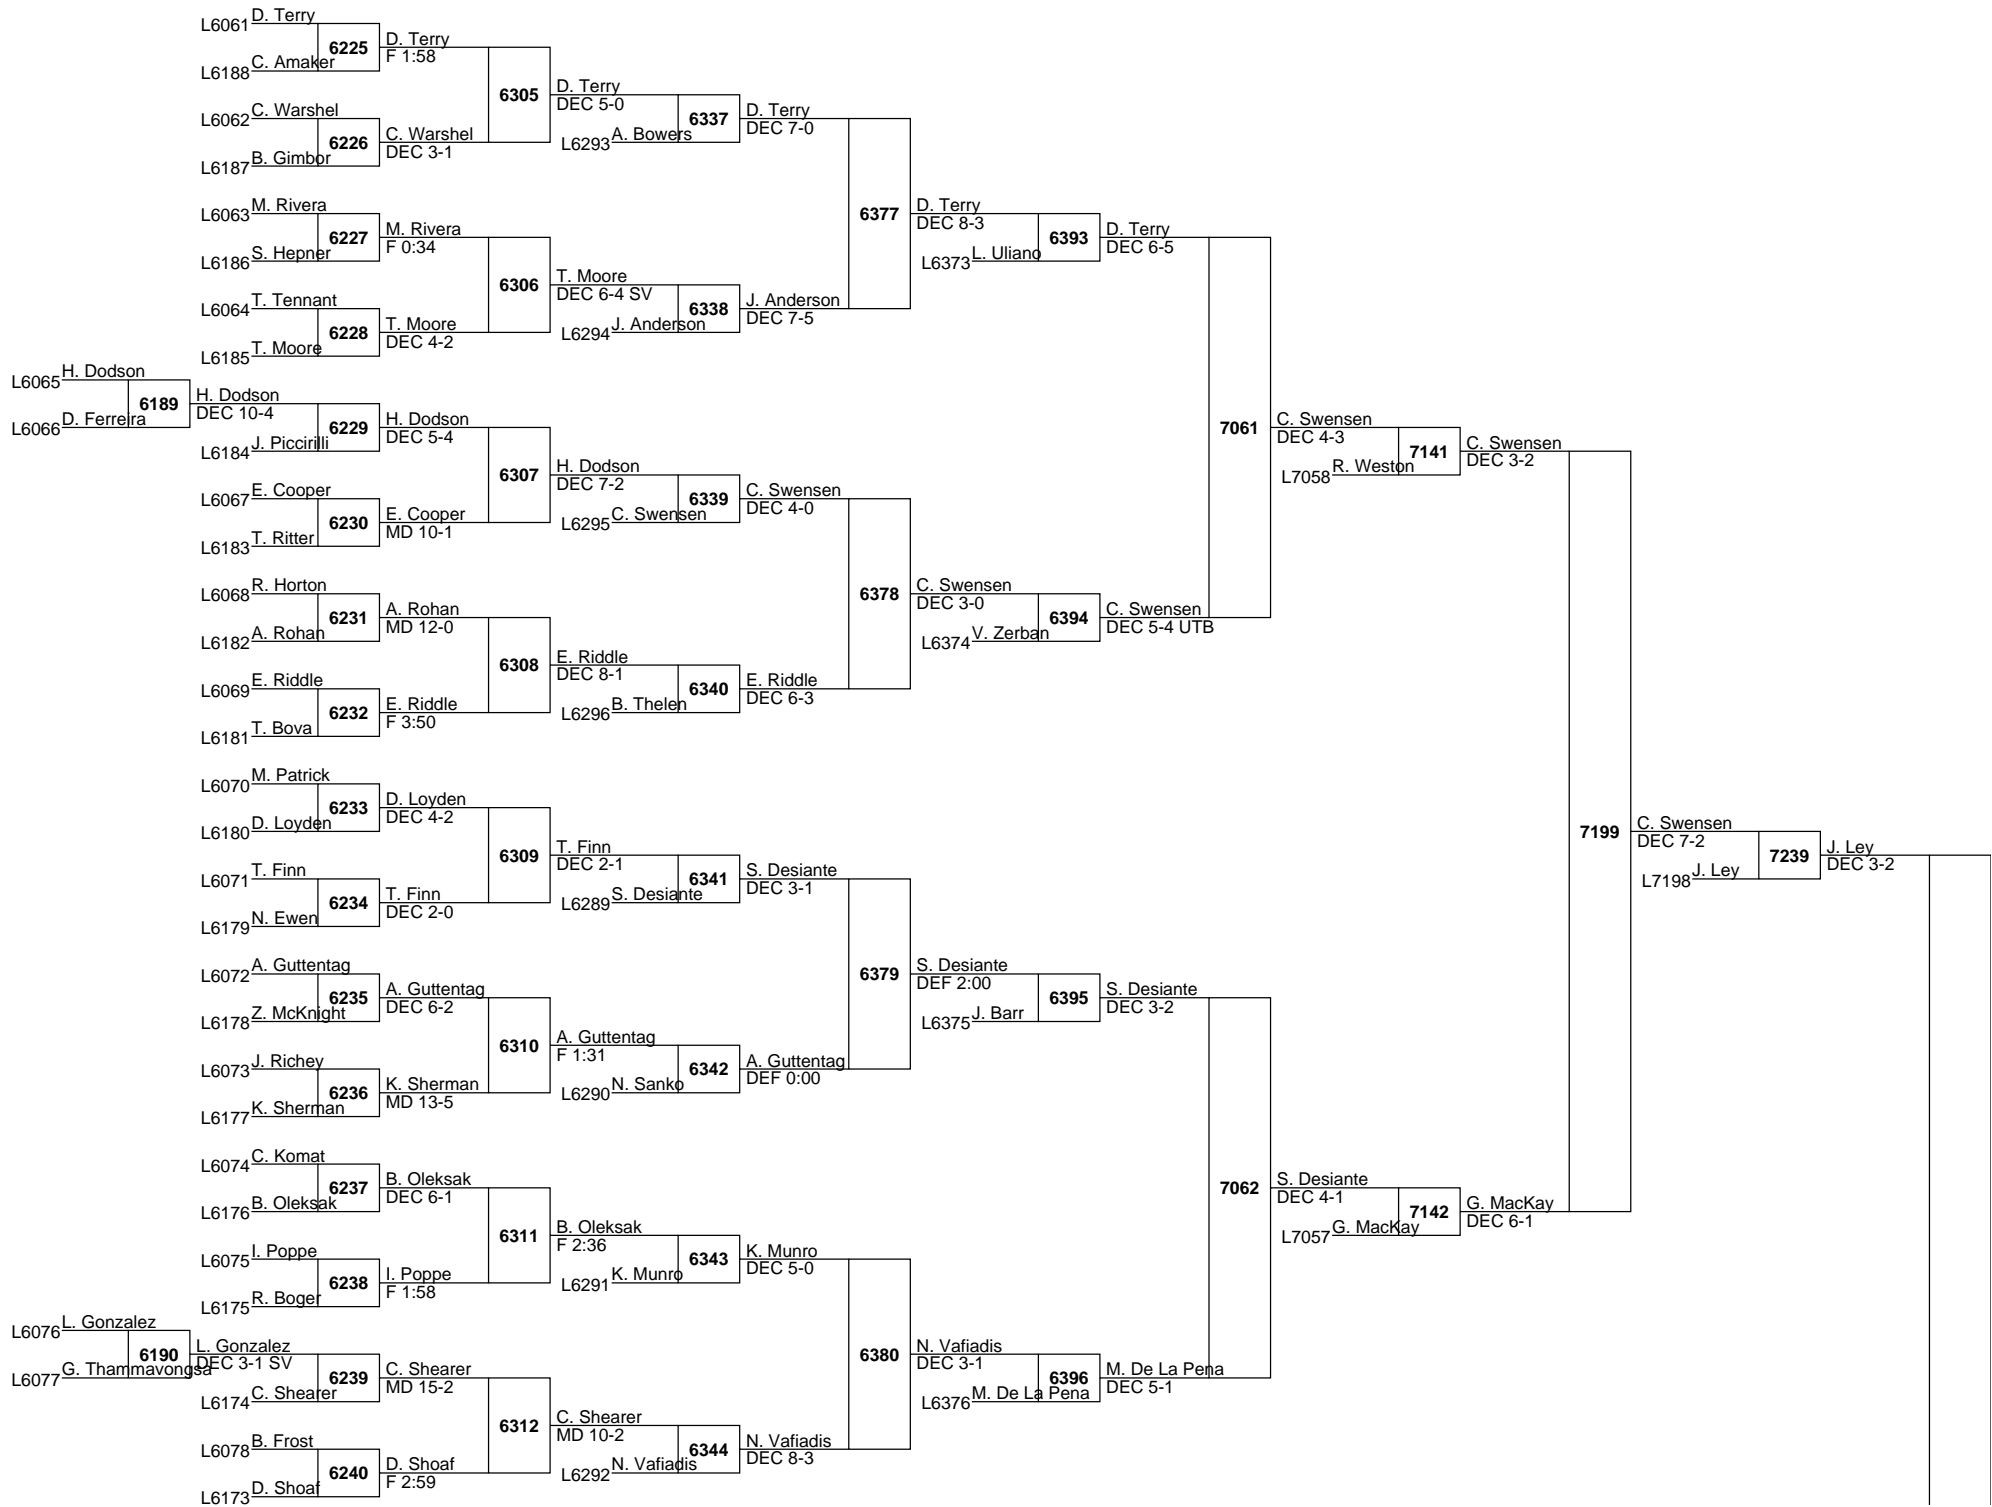 L6061 D. Terry
6225
D. Terry
F 1:58
L6188 C. Amaker
6305
D. Terry
DEC 5-0
L6062 C. Warshel
6226
C. Warshel
DEC 3-1
L6187 B. Gimbor
6337
L6293 A. Bowers
D. Terry
DEC 7-0
L6063 M. Rivera
6227
M. Rivera
F 0:34
L6186 S. Hepner
6306
T. Moore
DEC 6-4 SV
L6064 T. Tennant
6228
T. Moore
DEC 4-2
L6185 T. Moore
6338
L6294 J. Anderson
J. Anderson
DEC 7-5
6377
D. Terry
DEC 8-3
6393
L6373 L. Uliano
D. Terry
DEC 6-5
L6065 H. Dodson
6189
L6066 D. Ferreira
H. Dodson
DEC 10-4
6229
L6184 J. Piccirilli
H. Dodson
DEC 5-4
6307
H. Dodson
DEC 7-2
L6067 E. Cooper
6230
E. Cooper
MD 10-1
L6183 T. Ritter
6339
L6295 C. Swensen
C. Swensen
DEC 4-0
L6068 R. Horton
6231
A. Rohan
MD 12-0
L6182 A. Rohan
6308
E. Riddle
DEC 8-1
L6069 E. Riddle
6232
E. Riddle
F 3:50
L6181 T. Bova
6340
L6296 B. Thelen
E. Riddle
DEC 6-3
6378
C. Swensen
DEC 3-0
6394
L6374 V. Zerban
C. Swensen
DEC 5-4 UTB
7061
C. Swensen
DEC 4-3
7141
L7058 R. Weston
C. Swensen
DEC 3-2
L6070 M. Patrick
6233
D. Loyden
DEC 4-2
L6180 D. Loyden
6309
T. Finn
DEC 2-1
L6071 T. Finn
6234
T. Finn
DEC 2-0
L6179 N. Ewen
6341
L6289 S. Desiante
S. Desiante
DEC 3-1
L6072 A. Guttentag
6235
A. Guttentag
DEC 6-2
L6178 Z. McKnight
6310
A. Guttentag
F 1:31
L6073 J. Richey
6236
K. Sherman
MD 13-5
L6177 K. Sherman
6342
L6290 N. Sanko
A. Guttentag
DEF 0:00
6379
S. Desiante
DEF 2:00
6395
L6375 J. Barr
S. Desiante
DEC 3-2
L6074 C. Komat
6237
B. Oleksak
DEC 6-1
L6176 B. Oleksak
6311
B. Oleksak
F 2:36
L6075 I. Poppe
6238
I. Poppe
F 1:58
L6175 R. Boger
6343
L6291 K. Munro
K. Munro
DEC 5-0
L6076 L. Gonzalez
6190
L6077 G. Thammavongsa
L. Gonzalez
DEC 3-1 SV
6239
L6174 C. Shearer
C. Shearer
MD 15-2
6312
C. Shearer
MD 10-2
L6078 B. Frost
6240
D. Shoaf
F 2:59
L6173 D. Shoaf
6344
L6292 N. Vafiadis
N. Vafiadis
DEC 8-3
6380
N. Vafiadis
DEC 3-1
6396
L6376 M. De La Pena
M. De La Pena
DEC 5-1
7062
S. Desiante
DEC 4-1
7142
L7057 G. MacKay
G. MacKay
DEC 6-1
7199
C. Swensen
DEC 7-2
7239
L7198 J. Ley
J. Ley
DEC 3-2